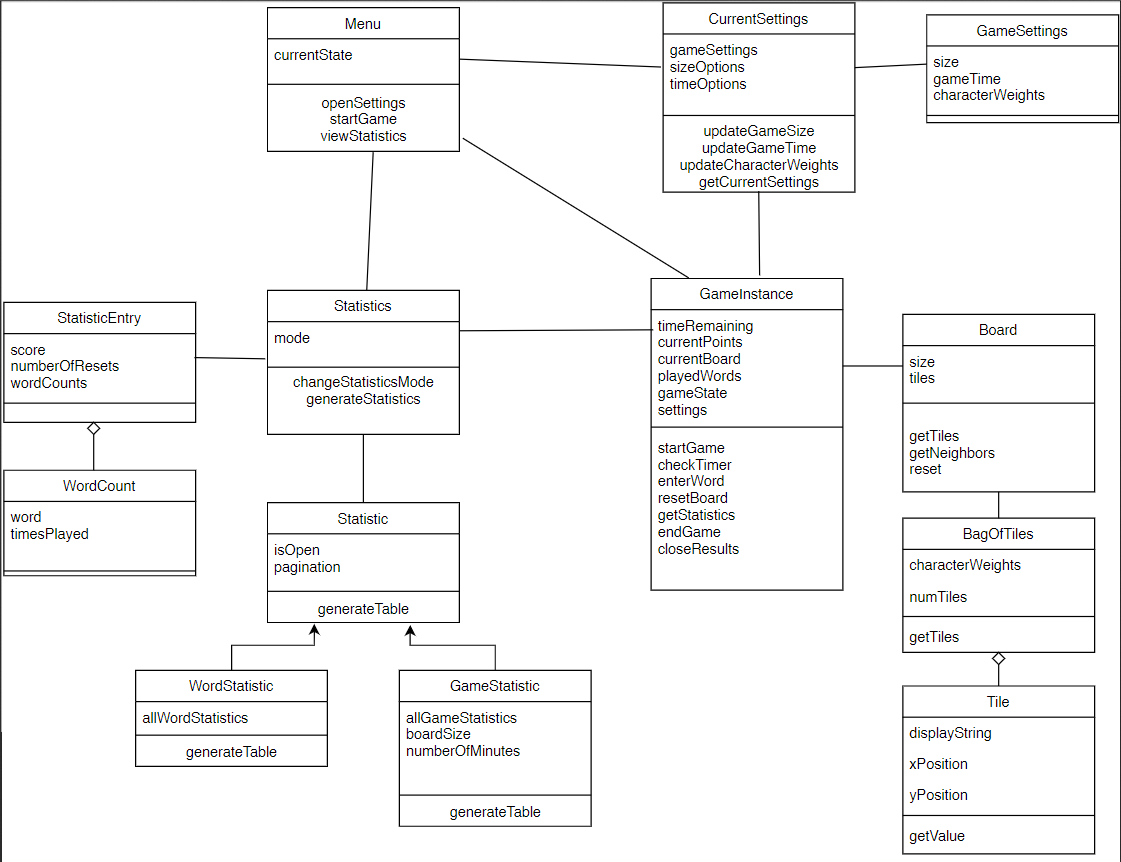 Menu
currentState
openSettings
startGame
viewStatistics
CurrentSettings
gameSettings
sizeOptions
timeOptions
updateGameSize
updateGameTime
updateCharacterWeights
getCurrentSettings
GameSettings
size
gameTime
characterWeights
StatisticEntry
score
numberOfResets
wordCounts
WordCount
word
timesPlayed
Statistics
mode
changeStatisticsMode
generateStatistics
Statistic
isOpen
pagination
generateTable
WordStatistic
allWordStatistics
generateTable
GameStatistic
allGameStatistics
boardSize
numberOfMinutes
generateTable
GameInstance
timeRemaining
currentPoints
currentBoard
playedWords
gameState
settings
startGame
checkTimer
enterWord
resetBoard
getStatistics
endGame
closeResults
Board
size
tiles
getTiles
getNeighbors
reset
BagOfTiles
characterWeights
numTiles
getTiles
Tile
displayString
xPosition
yPosition
getValue